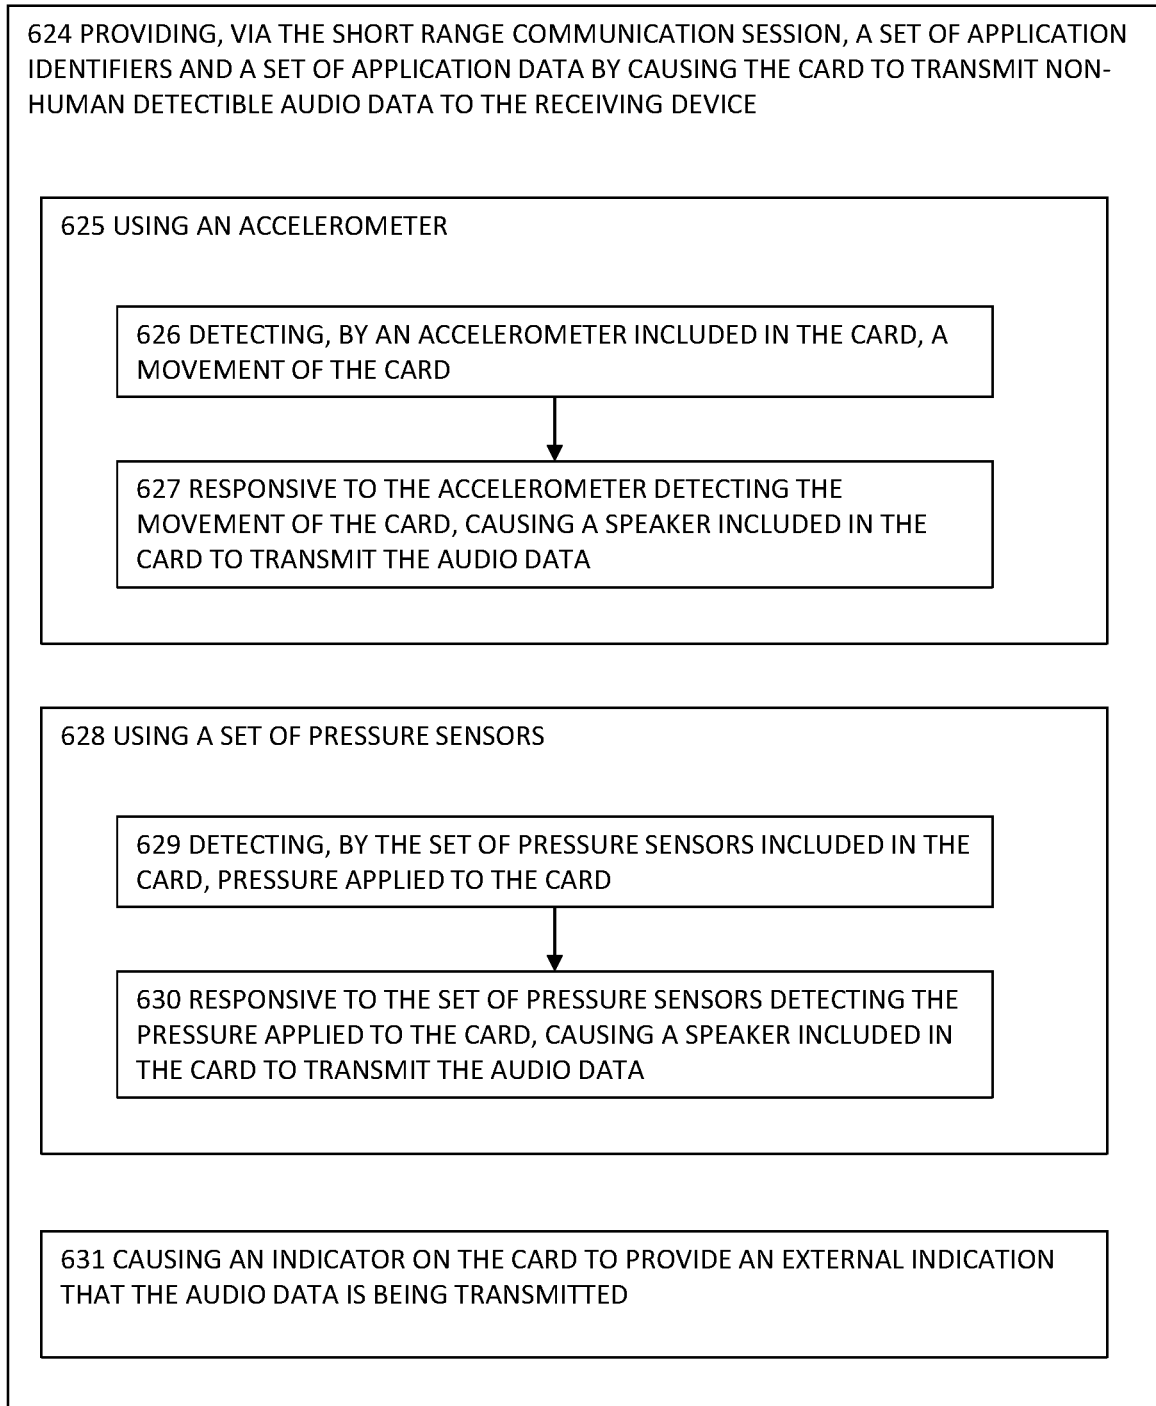 624 PROVIDING, VIA THE SHORT RANGE COMMUNICATION SESSION, A SET OF APPLICATION
IDENTIFIERS AND A SET OF APPLICATION DATA BY CAUSING THE CARD TO TRANSMIT NON-
HUMAN DETECTIBLE AUDIO DATA TO THE RECEIVING DEVICE
625 USING AN ACCELEROMETER
626 DETECTING, BY AN ACCELEROMETER INCLUDED IN THE CARD, A
MOVEMENT OF THE CARD
627 RESPONSIVE TO THE ACCELEROMETER DETECTING THE
MOVEMENT OF THE CARD, CAUSING A SPEAKER INCLUDED IN THE
CARD TO TRANSMIT THE AUDIO DATA
628 USING A SET OF PRESSURE SENSORS
629 DETECTING, BY THE SET OF PRESSURE SENSORS INCLUDED IN THE
CARD, PRESSURE APPLIED TO THE CARD
630 RESPONSIVE TO THE SET OF PRESSURE SENSORS DETECTING THE
PRESSURE APPLIED TO THE CARD, CAUSING A SPEAKER INCLUDED IN
THE CARD TO TRANSMIT THE AUDIO DATA
631 CAUSING AN INDICATOR ON THE CARD TO PROVIDE AN EXTERNAL INDICATION
THAT THE AUDIO DATA IS BEING TRANSMITTED